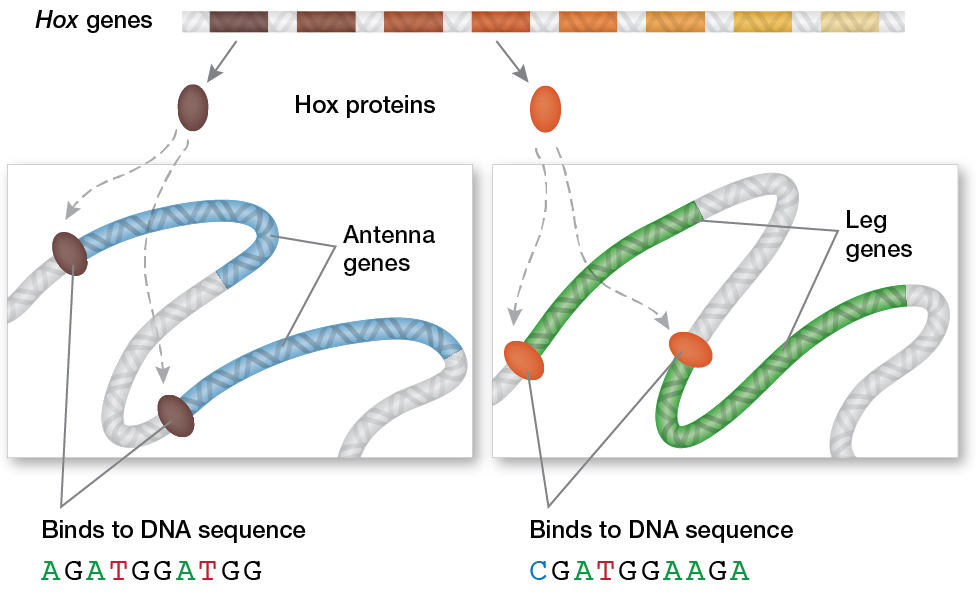 Hox genes
Hox proteins
Antenna
genes
Leg
genes
Binds to DNA sequence
AGATGGATGG
Binds to DNA sequence
CGATGGAAGA